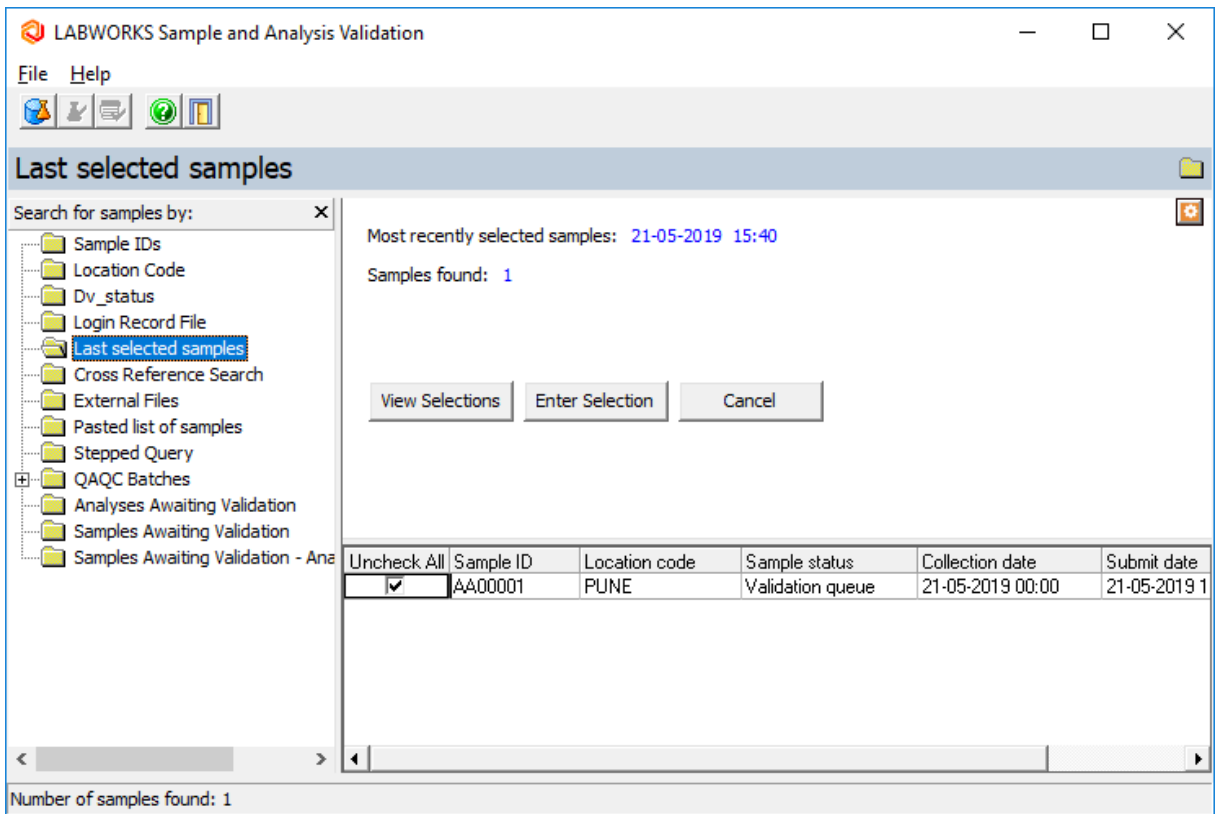 LABWORKS Sample and Analysis Validation
File Help
Last selected samples
Search for samples by:
Sample IDs
Location Code
Dv_status
Login Record File
Last selected samples
Cross Reference Search
External Files
Pasted list of samples
Stepped Query
QAQC Batches
Analyses Awaiting Validation
Samples Awaiting Validation
Samples Awaiting Validation - Ana
Most recently selected samples: 21-05-2019 15:40
Samples found: 1
View Selections Enter Selection Cancel
Uncheck All Sample ID Location code Sample status Collection date Submit date
AA00001 PUNE Validation queue 21-05-2019 00:00 21-05-2019 1
Number of samples found: 1